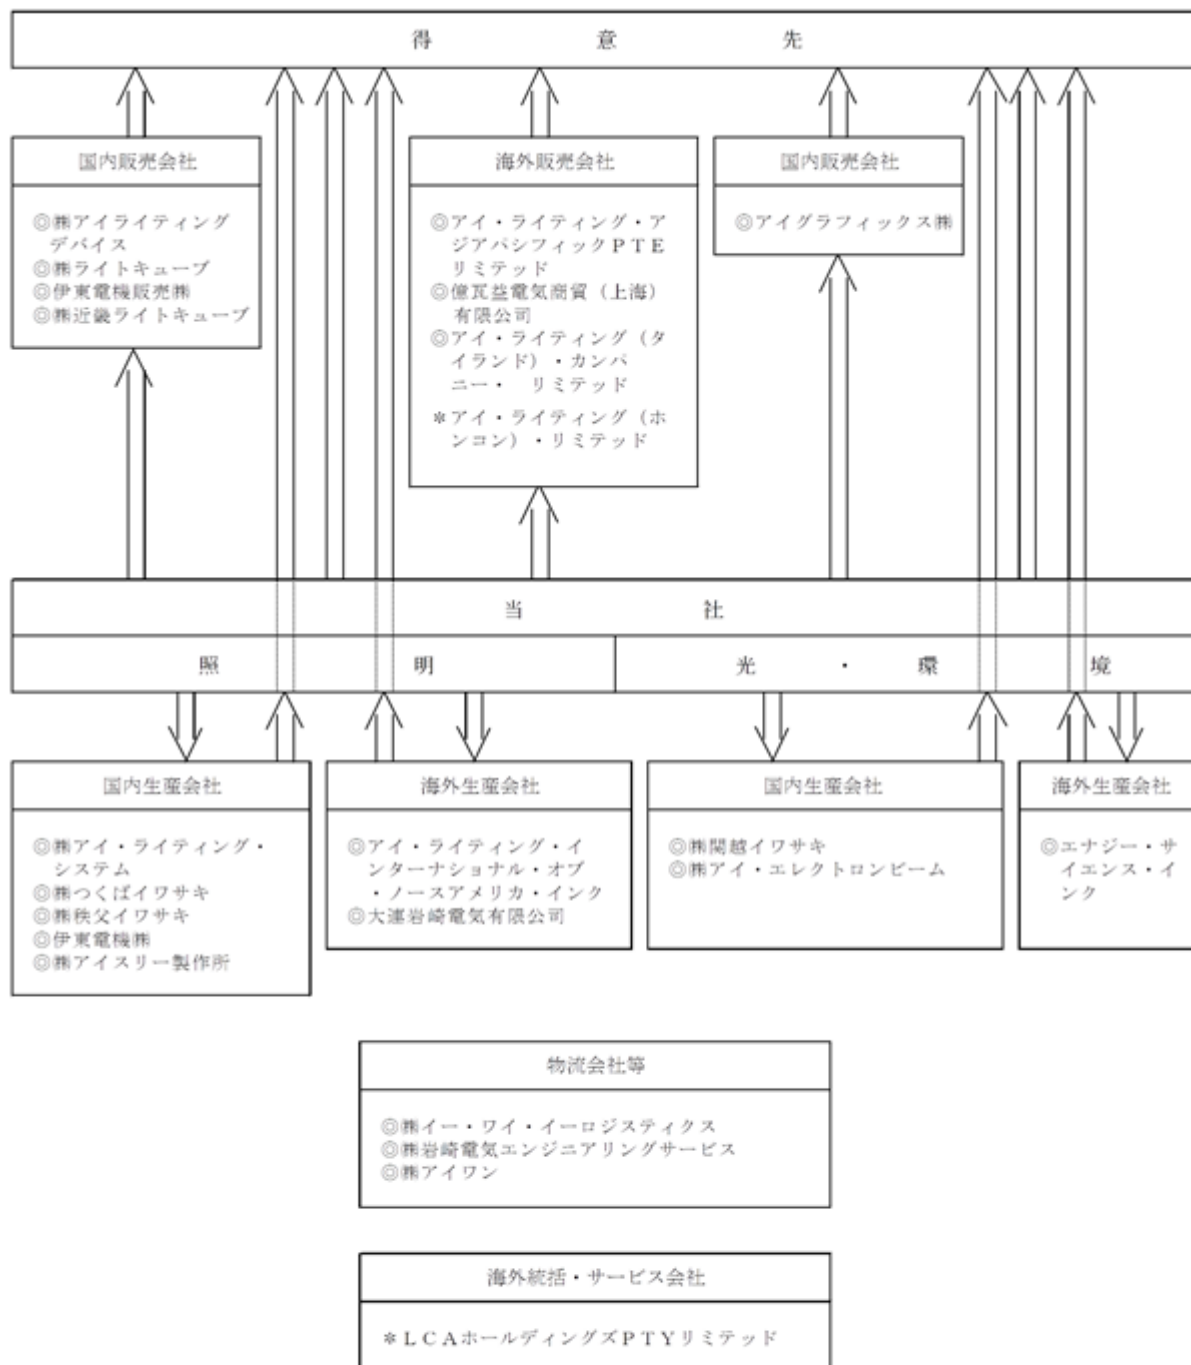 得意先
国内販売会社
◎㈱アイライティング
デバイス
◎㈱ライトキューブ
◎伊東電機販売㈱
◎㈱近畿ライトキューブ
海外販売会社
◎アイ・ライティング・ア
ジアパシフィックＰＴＥ
リミテッド
◎億瓦益電気商貿（上海）
有限公司
◎アイ・ライティング（タ
イランド）・カンパ
ニー・　リミテッド
＊アイ・ライティング（ホ
ンコン）・リミテッド
国内販売会社
◎アイグラフィックス㈱
当社
照明
光・環境
国内生産会社
◎㈱アイ・ライティング・
システム
◎㈱つくばイワサキ
◎㈱秩父イワサキ
◎伊東電機㈱
◎㈱アイスリー製作所
海外生産会社
◎アイ・ライティング・イ
ンターナショナル・オブ
・ノースアメリカ・インク
◎大連岩崎電気有限公司
国内生産会社
◎㈱関越イワサキ
◎㈱アイ・エレクトロンビーム
海外生産会社
◎エナジー・サ
イエンス・イ
ンク
物流会社等
◎㈱イー・ワイ・イーロジスティクス
◎㈱岩崎電気エンジニアリングサービス
◎㈱アイワン
海外統括・サービス会社
＊ＬＣＡホールディングズＰＴＹリミテッド